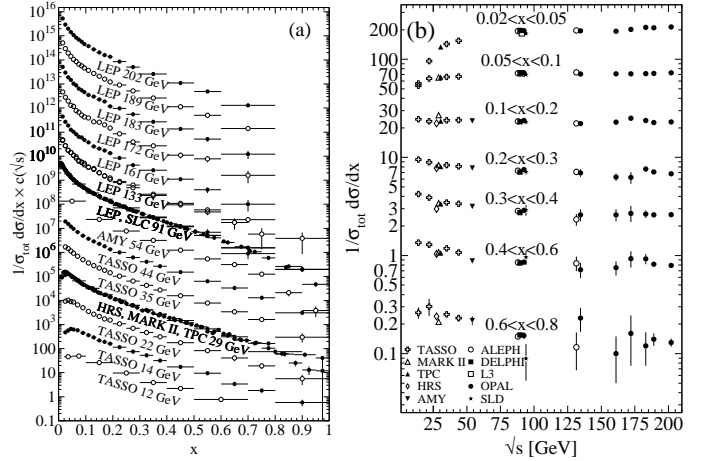 (a)
1/σtot dσ/dx × c(√s)
10^16
10^15
10^14
10^13
10^12
10^11
10^10
10^9
10^8
10^7
10^6
10^5
10^4
10^3
100
10
1
0.1
LEP 202 GeV
LEP 189 GeV
LEP 183 GeV
LEP 172 GeV
LEP 161 GeV
LEP 133 GeV
LEP, SLC 91 GeV
AMY 54 GeV
TASSO 44 GeV
TASSO 35 GeV
HRS, MARK II, TPC 29 GeV
TASSO 22 GeV
TASSO 14 GeV
TASSO 12 GeV
0 0.1 0.2 0.3 0.4 0.5 0.6 0.7 0.8 0.9 1
x
(b)
1/σtot dσ/dx
200
100
70
50
20
10
7
5
2
1
0.7
0.5
0.2
0.1
0.02<x<0.05
0.05<x<0.1
0.1<x<0.2
0.2<x<0.3
0.3<x<0.4
0.4<x<0.6
0.6<x<0.8
TASSO ALEPH
MARK II DELPHI
TPC L3
HRS OPAL
AMY SLD
25 50 75 100 125 150 175 200
√s [GeV]